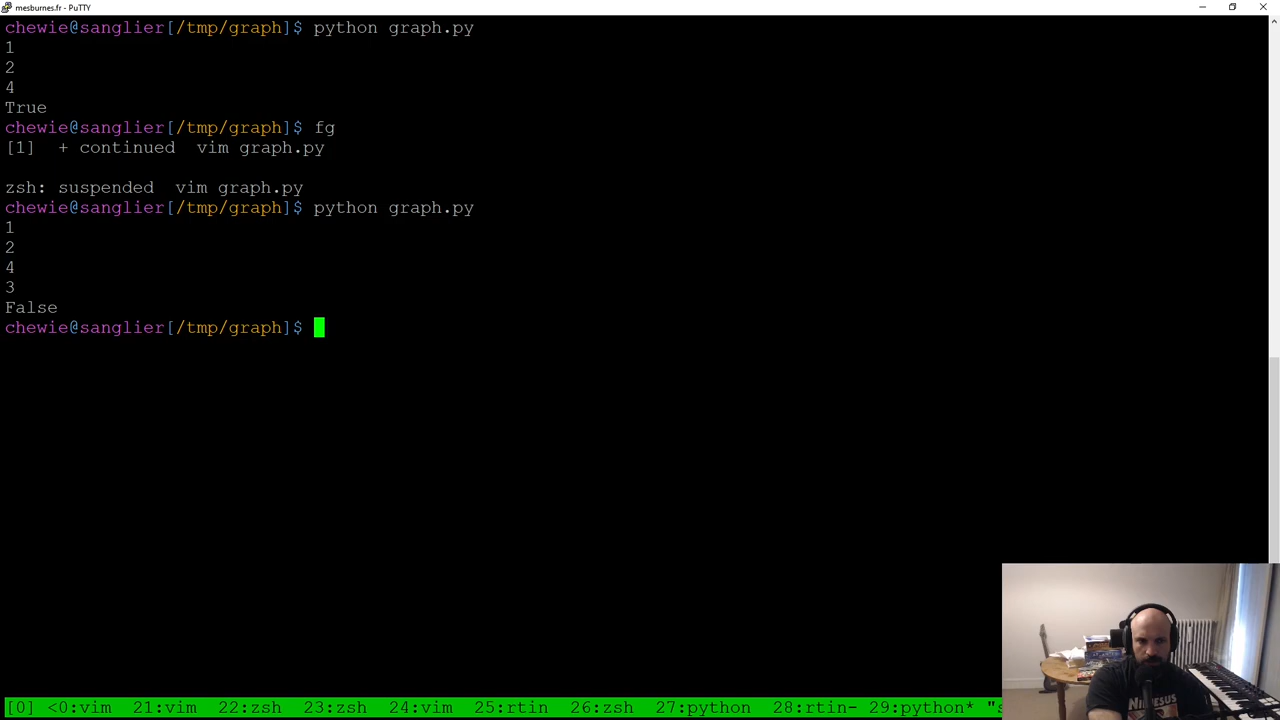 mesburnes.fr - PuTTY
chewie@sanglier[/tmp/graph]$ python graph.py
1
2
4
True
chewie@sanglier[/tmp/graph]$ fg
[1]  + continued  vim graph.py
zsh: suspended  vim graph.py
chewie@sanglier[/tmp/graph]$ python graph.py
1
2
4
3
False
chewie@sanglier[/tmp/graph]$
[0] <0:vim  21:vim  22:zsh  23:zsh  24:vim  25:rtin  26:zsh  27:python  28:rtin- 29:python* "s